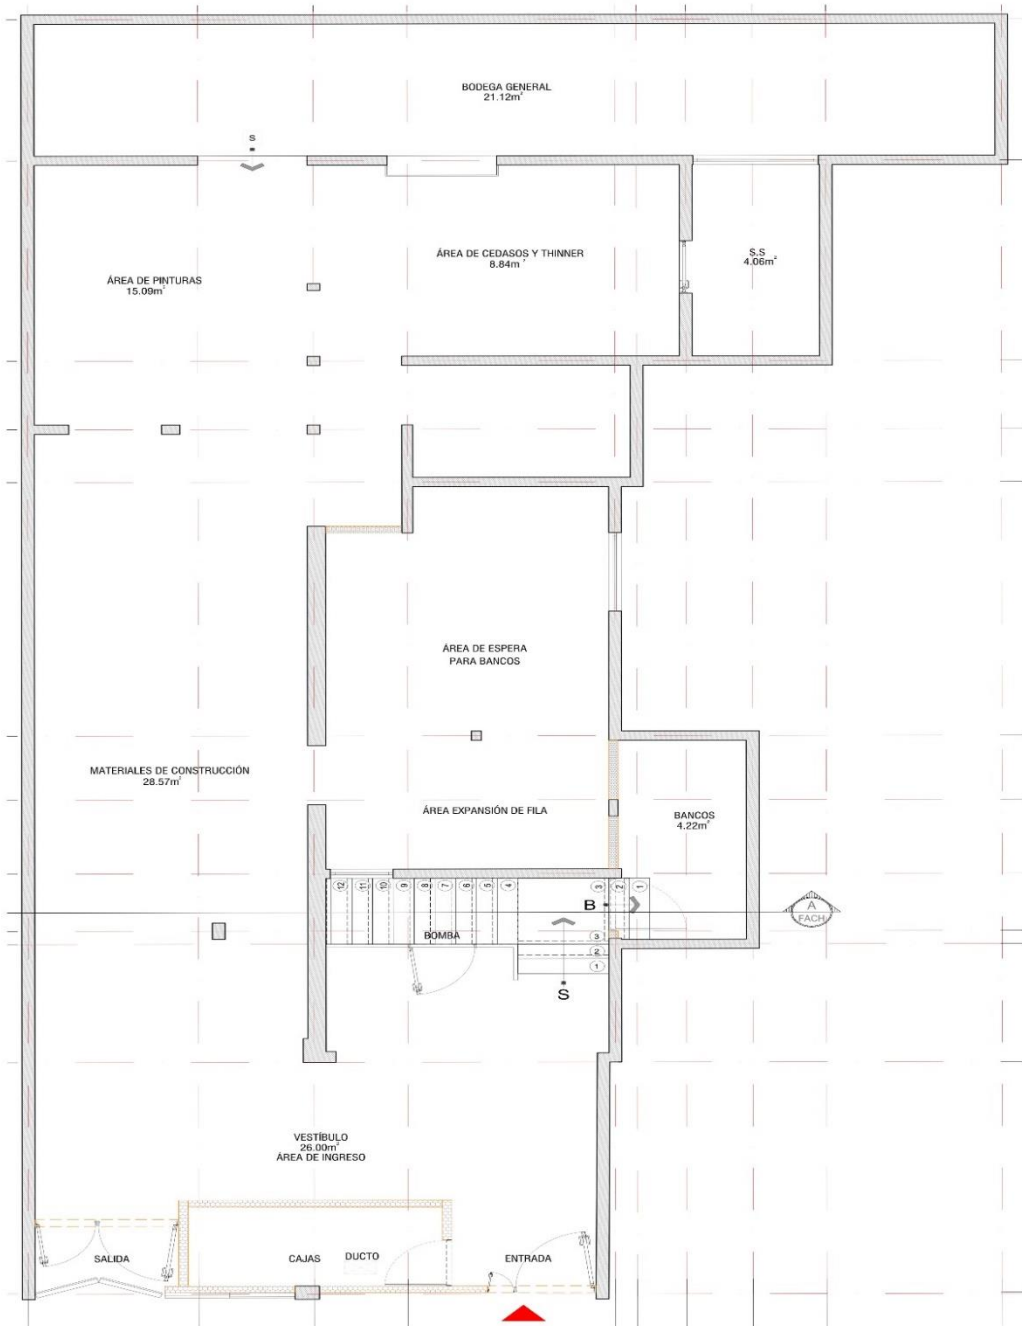 BODEGA GENERAL
21.12m²
S
ÁREA DE CEDASOS Y THINNER
8.84m²
S.S
4.06m²
ÁREA DE PINTURAS
15.09m²
ÁREA DE ESPERA
PARA BANCOS
MATERIALES DE CONSTRUCCIÓN
28.57m²
ÁREA EXPANSIÓN DE FILA
BANCOS
4.22m²
12 11 10 9 8 7 6 5 4 3 2 1
B
A
FACH
BOMBA
3
2
1
S
VESTÍBULO
26.00m²
ÁREA DE INGRESO
SALIDA
CAJAS
DUCTO
ENTRADA